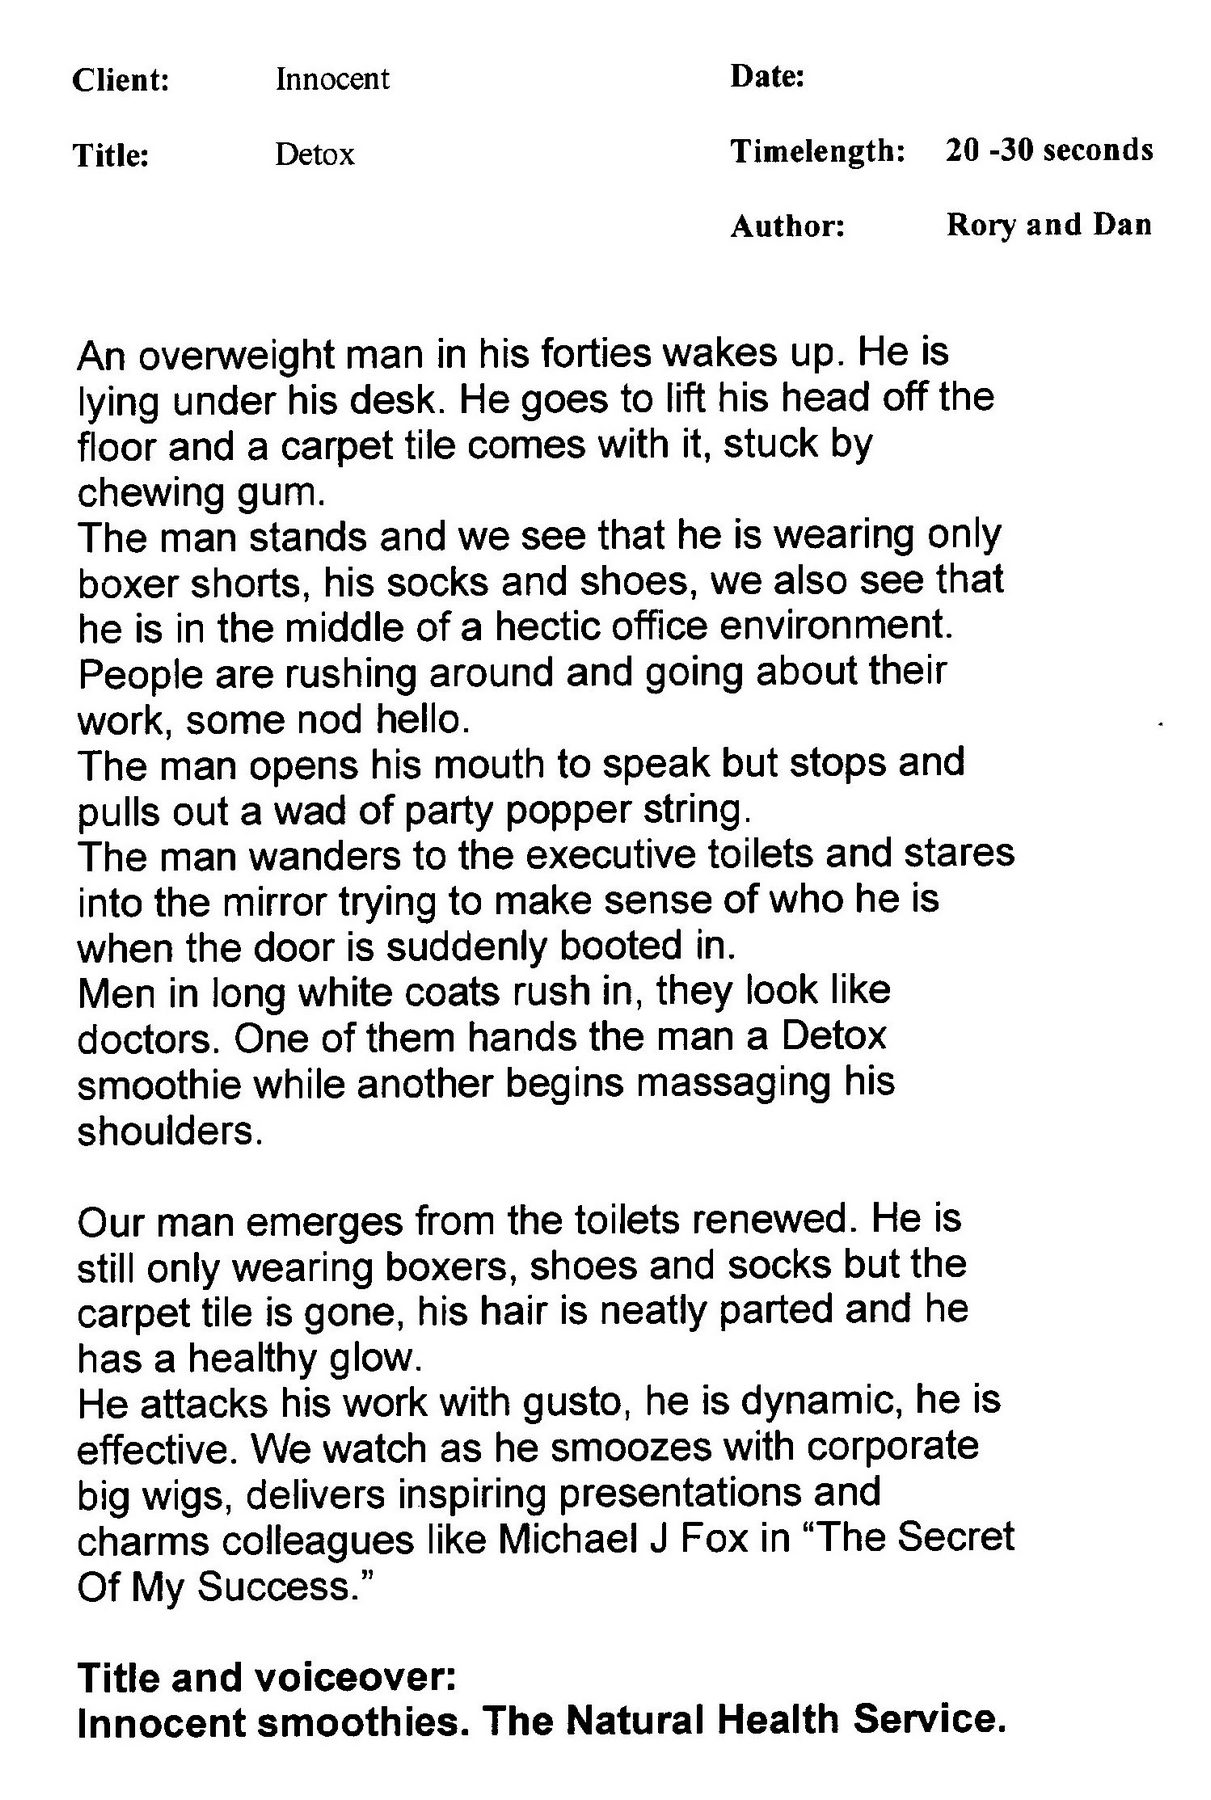 Client: Innocent Date:
Title: Detox Timelength: 20 -30 seconds
Author: Rory and Dan
An overweight man in his forties wakes up. He is
lying under his desk. He goes to lift his head off the
floor and a carpet tile comes with it, stuck by
chewing gum.
The man stands and we see that he is wearing only
boxer shorts, his socks and shoes, we also see that
he is in the middle of a hectic office environment.
People are rushing around and going about their
work, some nod hello.
The man opens his mouth to speak but stops and
pulls out a wad of party popper string.
The man wanders to the executive toilets and stares
into the mirror trying to make sense of who he is
when the door is suddenly booted in.
Men in long white coats rush in, they look like
doctors. One of them hands the man a Detox
smoothie while another begins massaging his
shoulders.
Our man emerges from the toilets renewed. He is
still only wearing boxers, shoes and socks but the
carpet tile is gone, his hair is neatly parted and he
has a healthy glow.
He attacks his work with gusto, he is dynamic, he is
effective. We watch as he smoozes with corporate
big wigs, delivers inspiring presentations and
charms colleagues like Michael J Fox in “The Secret
Of My Success.”
Title and voiceover:
Innocent smoothies. The Natural Health Service.